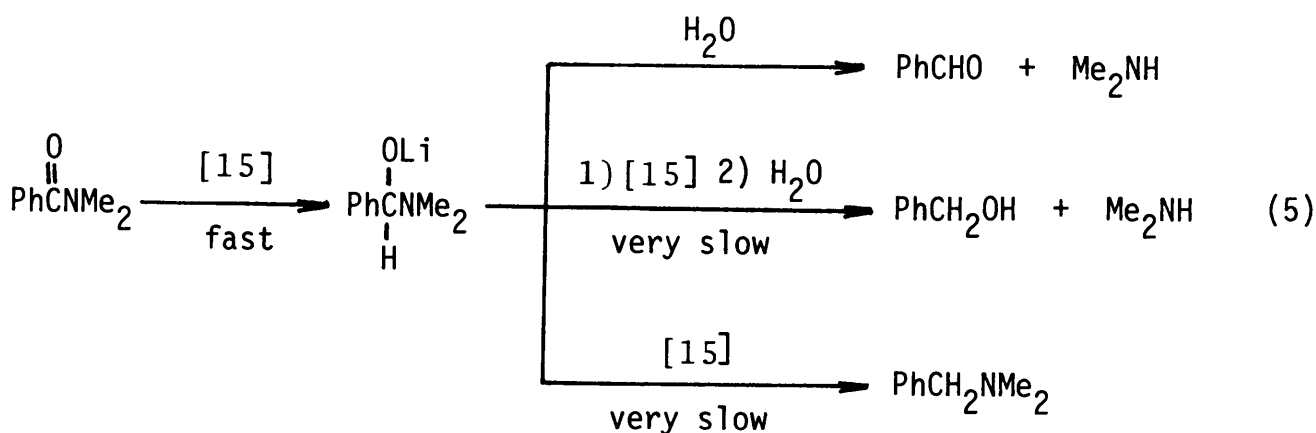 H₂O
PhCHO + Me₂NH
O
‖
PhCNMe₂
[15]
fast
OLi
PhCNMe₂
H
1)[15] 2) H₂O
very slow
PhCH₂OH + Me₂NH (5)
[15]
very slow
PhCH₂NMe₂